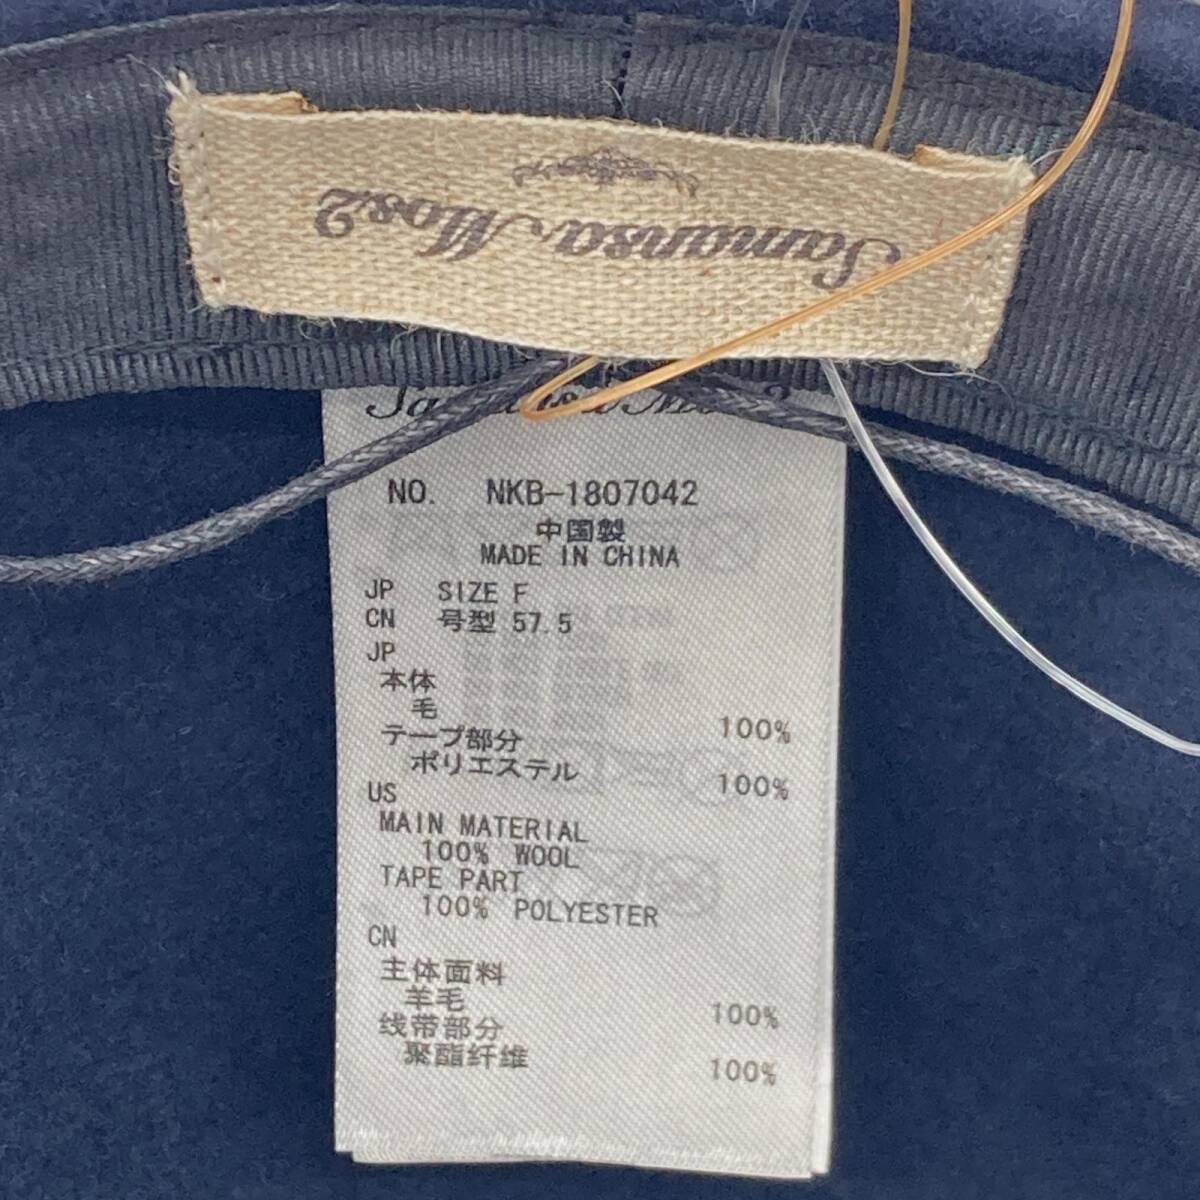 Samansa Mos2
Samansa Mos2
NO. NKB-1807042
中国製
MADE IN CHINA
JP SIZE F
CN 号型 57.5
JP
本体
毛 100%
テープ部分
ポリエステル 100%
US
MAIN MATERIAL
100% WOOL
TAPE PART
100% POLYESTER
CN
主体面料
羊毛 100%
线带部分
聚酯纤维 100%